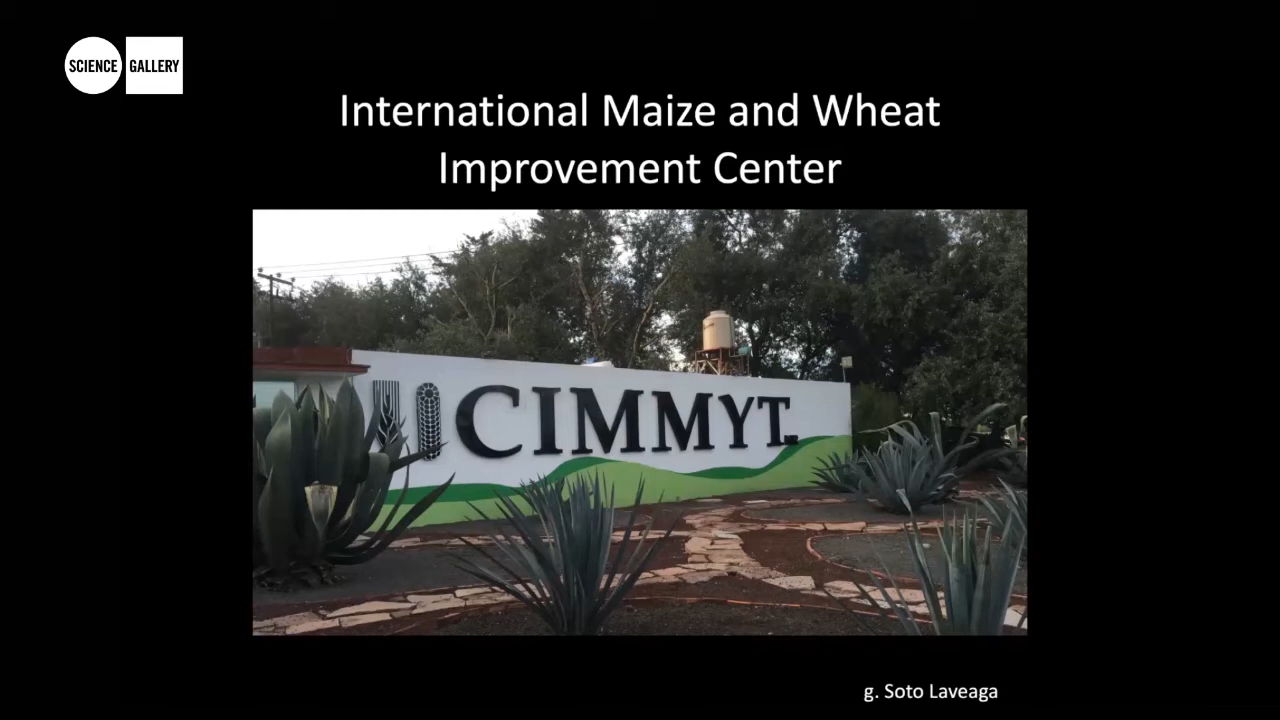 SCIENCE GALLERY
International Maize and Wheat
Improvement Center
CIMMYT
g. Soto Laveaga